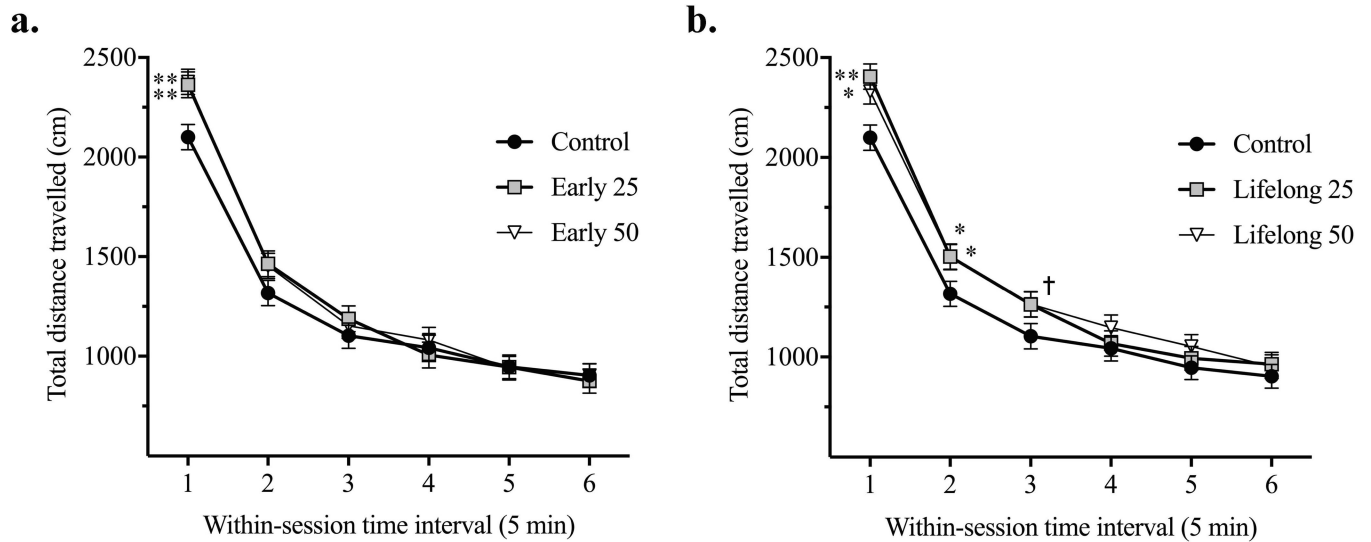 a.
Total distance travelled (cm)
2500
2000
1500
1000
**
**
Control
Early 25
Early 50
1 2 3 4 5 6
Within-session time interval (5 min)
b.
Total distance travelled (cm)
2500
2000
1500
1000
**
*
*
*
†
Control
Lifelong 25
Lifelong 50
1 2 3 4 5 6
Within-session time interval (5 min)